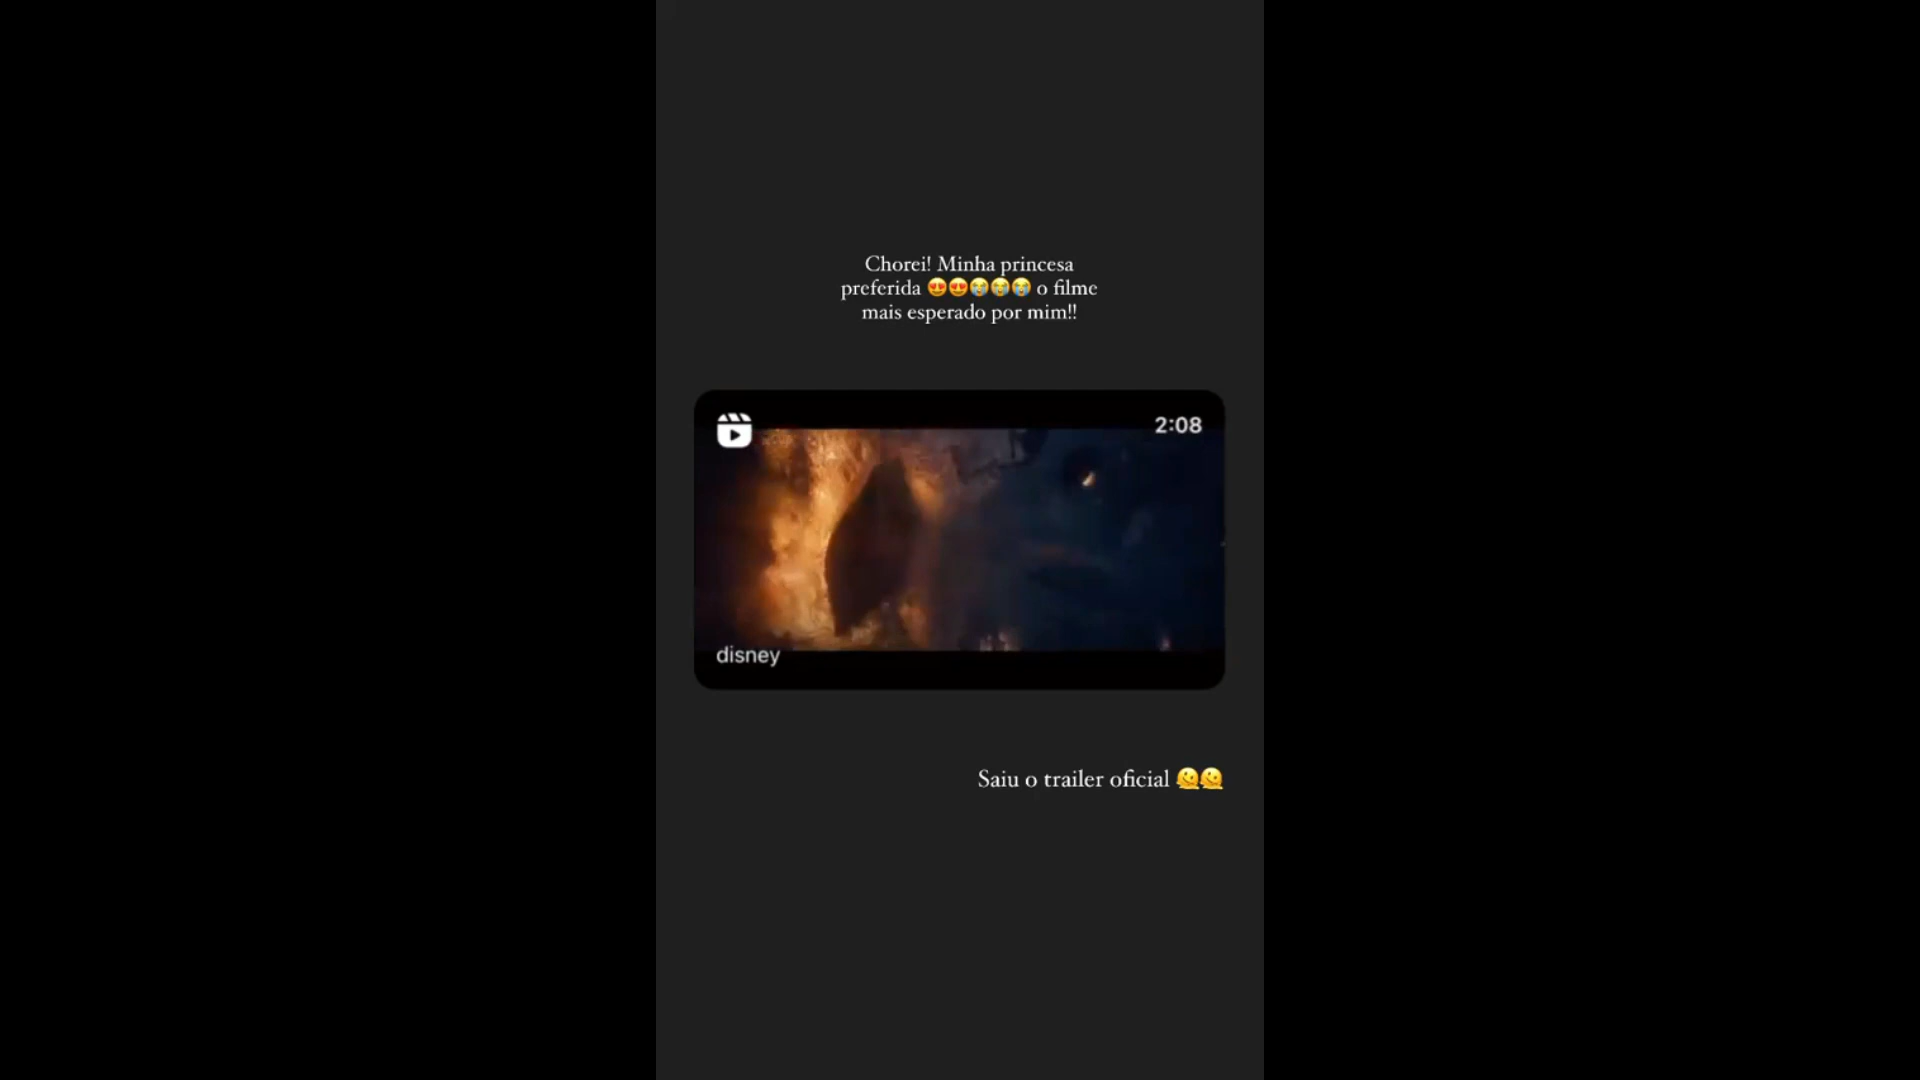 Chorei! Minha princesa
preferida 😍😍😭😭😭 o filme
mais esperado por mim!!
2:08
disney
Saiu o trailer oficial 🫠🫠